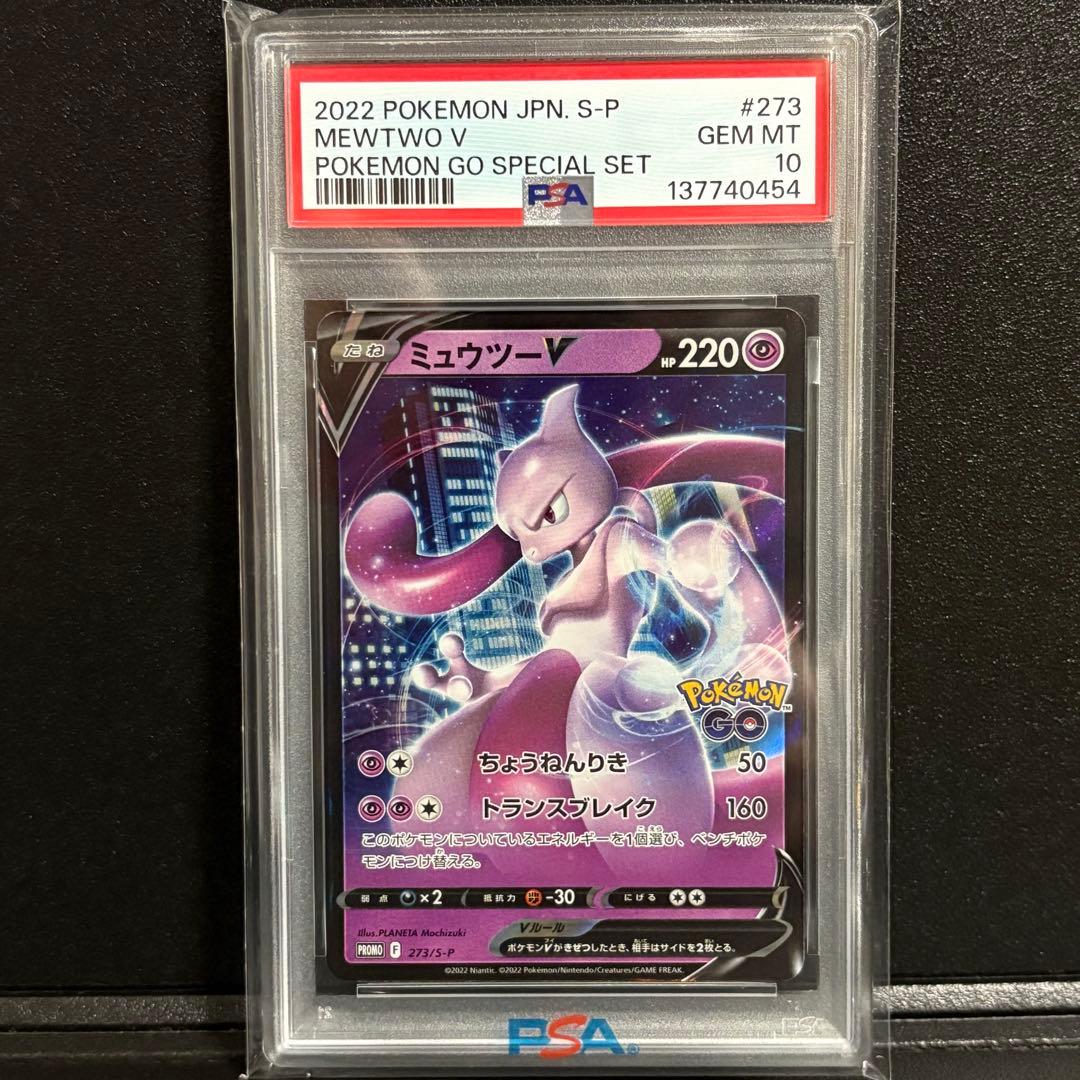 2022 POKEMON JPN. S-P #273
MEWTWO V GEM MT
POKEMON GO SPECIAL SET 10
PSA 137740454
たね ミュウツーV HP 220
Pokémon
GO
ちょうねんりき 50
トランスブレイク 160
このポケモンについているエネルギーを1個選び、ベンチポケ
モンにつけ替える。
弱点 ×2 抵抗力 -30 にげる
Vルール
Illus.PLANETA Mochizuki
ポケモンVがきぜつしたとき、相手はサイドを2枚とる。
PROMO F 273/S-P
©2022 Niantic. ©2022 Pokémon/Nintendo/Creatures/GAME FREAK.
PSA